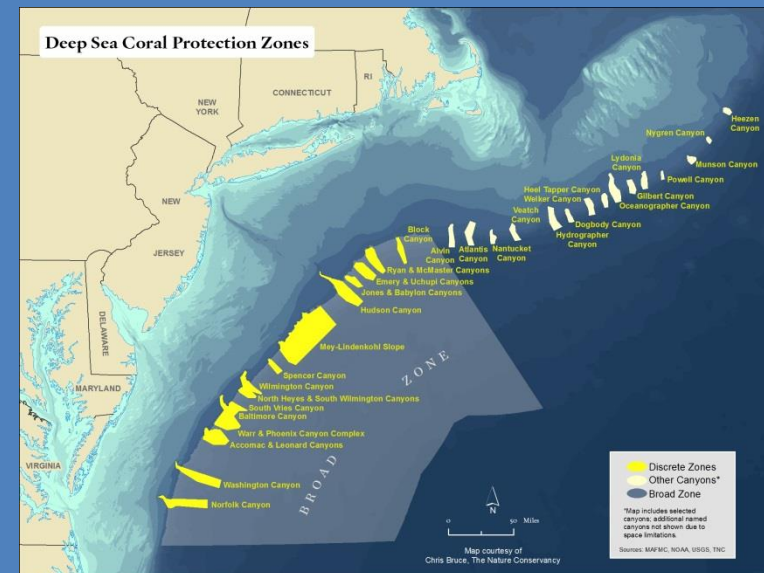 Deep Sea Coral Protection Zones
RI
CONNECTICUT
NEW
YORK
NEW
JERSEY
DELAWARE
MARYLAND
VIRGINIA
Heezen
Canyon
Nygren Canyon
Munson Canyon
Lydonia
Canyon
Powell Canyon
Gilbert Canyon
Heel Tapper Canyon
Welker Canyon
Oceanographer Canyon
Veatch
Canyon
Dogbody Canyon
Hydrographer
Canyon
Nantucket
Canyon
Atlantis
Canyon
Alvin
Canyon
Block
Canyon
Ryan & McMaster Canyons
Emery & Uchupi Canyons
Jones & Babylon Canyons
Hudson Canyon
Mey-Lindenkohl Slope
Spencer Canyon
Wilmington Canyon
North Heyes & South Wilmington Canyons
South Vries Canyon
Baltimore Canyon
Warr & Phoenix Canyon Complex
Accomac & Leonard Canyons
Washington Canyon
Norfolk Canyon
BROAD ZONE
Discrete Zones
Other Canyons*
Broad Zone
*Map includes selected
canyons; additional named
canyons not shown due to
space limitations.
Sources: MAFMC, NOAA, USGS, TNC
N
0 50 Miles
Map courtesy of
Chris Bruce, The Nature Conservancy